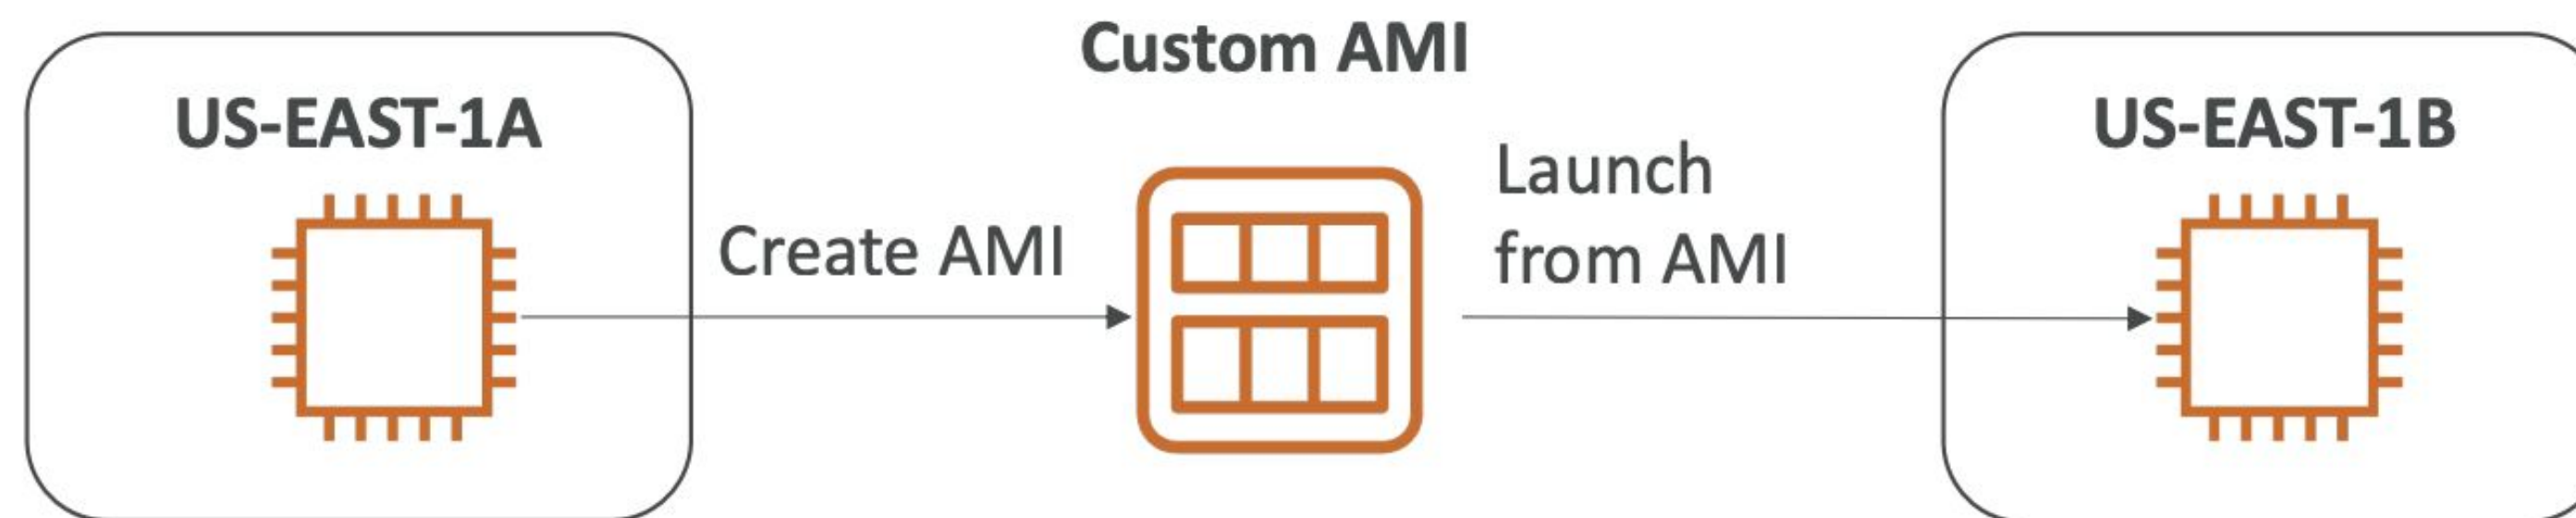 US-EAST-1A
Create AMI
Custom AMI
Launch
from AMI
US-EAST-1B